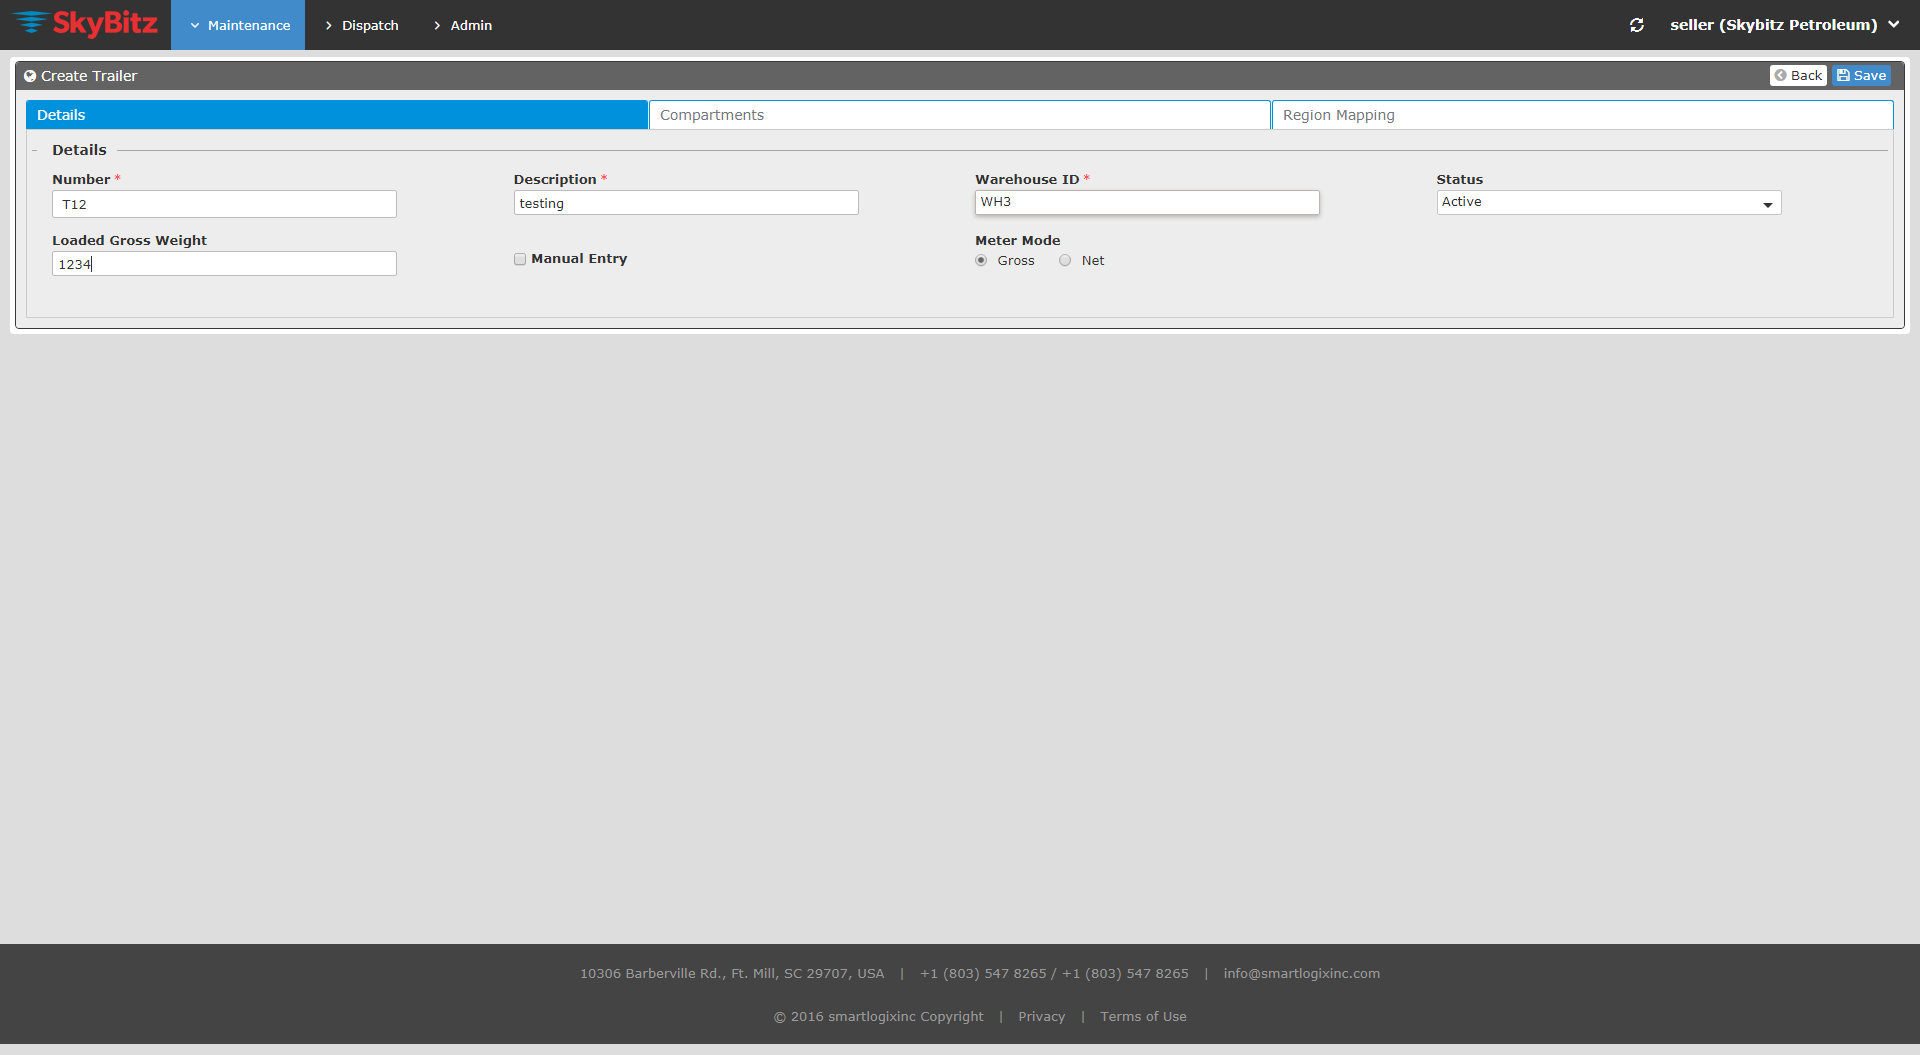 SkyBitz Maintenance Dispatch Admin seller (Skybitz Petroleum)
Create Trailer Back Save
Details Compartments Region Mapping
- Details
Number * Description * Warehouse ID * Status
T12 testing WH3 Active
Loaded Gross Weight Manual Entry Meter Mode
1234 Gross Net
10306 Barberville Rd., Ft. Mill, SC 29707, USA | +1 (803) 547 8265 / +1 (803) 547 8265 | info@smartlogixinc.com
© 2016 smartlogixinc Copyright | Privacy | Terms of Use